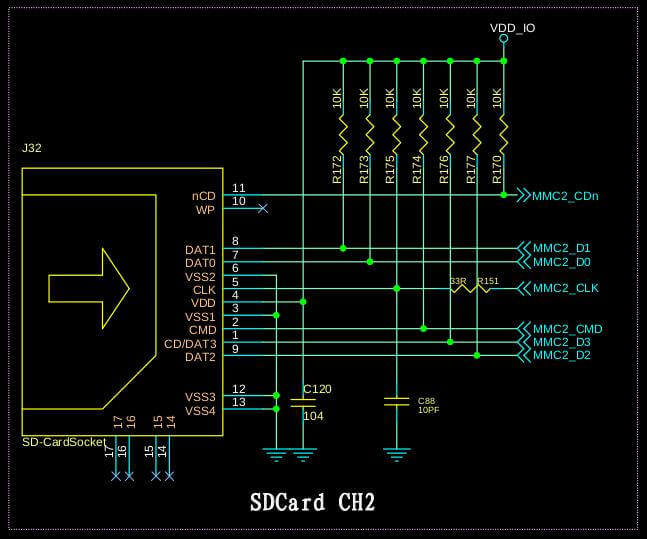 VDD_IO
10K 10K 10K 10K 10K 10K 10K
R172 R173 R175 R174 R176 R177 R170
J32
nCD 11 MMC2_CDn
WP 10
DAT1 8 MMC2_D1
DAT0 7 MMC2_D0
VSS2 6
CLK 5 33R R151 MMC2_CLK
VDD 4
VSS1 3
CMD 2 MMC2_CMD
CD/DAT3 1 MMC2_D3
DAT2 9 MMC2_D2
VSS3 12
VSS4 13
C120
104
C88
10PF
17 16 15 14
SD-CardSocket
17 16 15 14
SDCard CH2